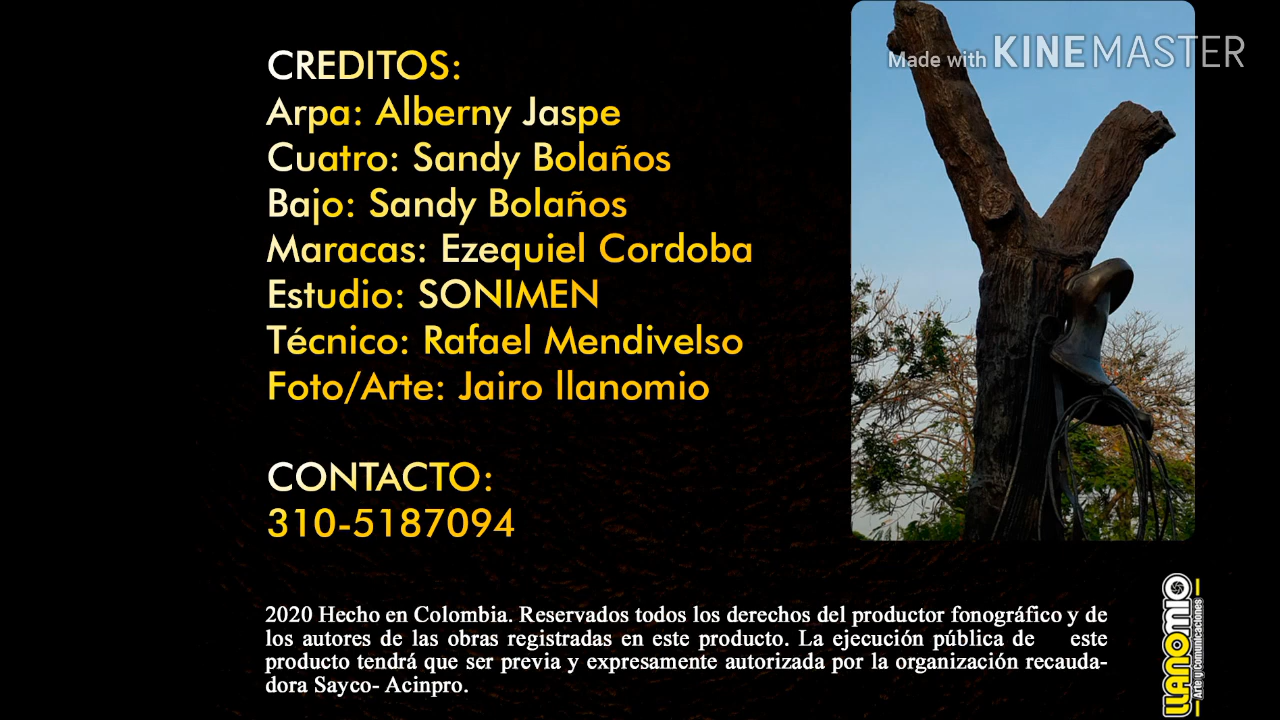 CREDITOS:
Arpa: Alberny Jaspe
Cuatro: Sandy Bolaños
Bajo: Sandy Bolaños
Maracas: Ezequiel Cordoba
Estudio: SONIMEN
Técnico: Rafael Mendivelso
Foto/Arte: Jairo llanomio
CONTACTO:
310-5187094
2020 Hecho en Colombia. Reservados todos los derechos del productor fonográfico y de
los autores de las obras registradas en este producto. La ejecución pública de este
producto tendrá que ser previa y expresamente autorizada por la organización recauda-
dora Sayco- Acinpro.
Made with KINEMASTER
LLANOMIO
Arte y Comunicaciones